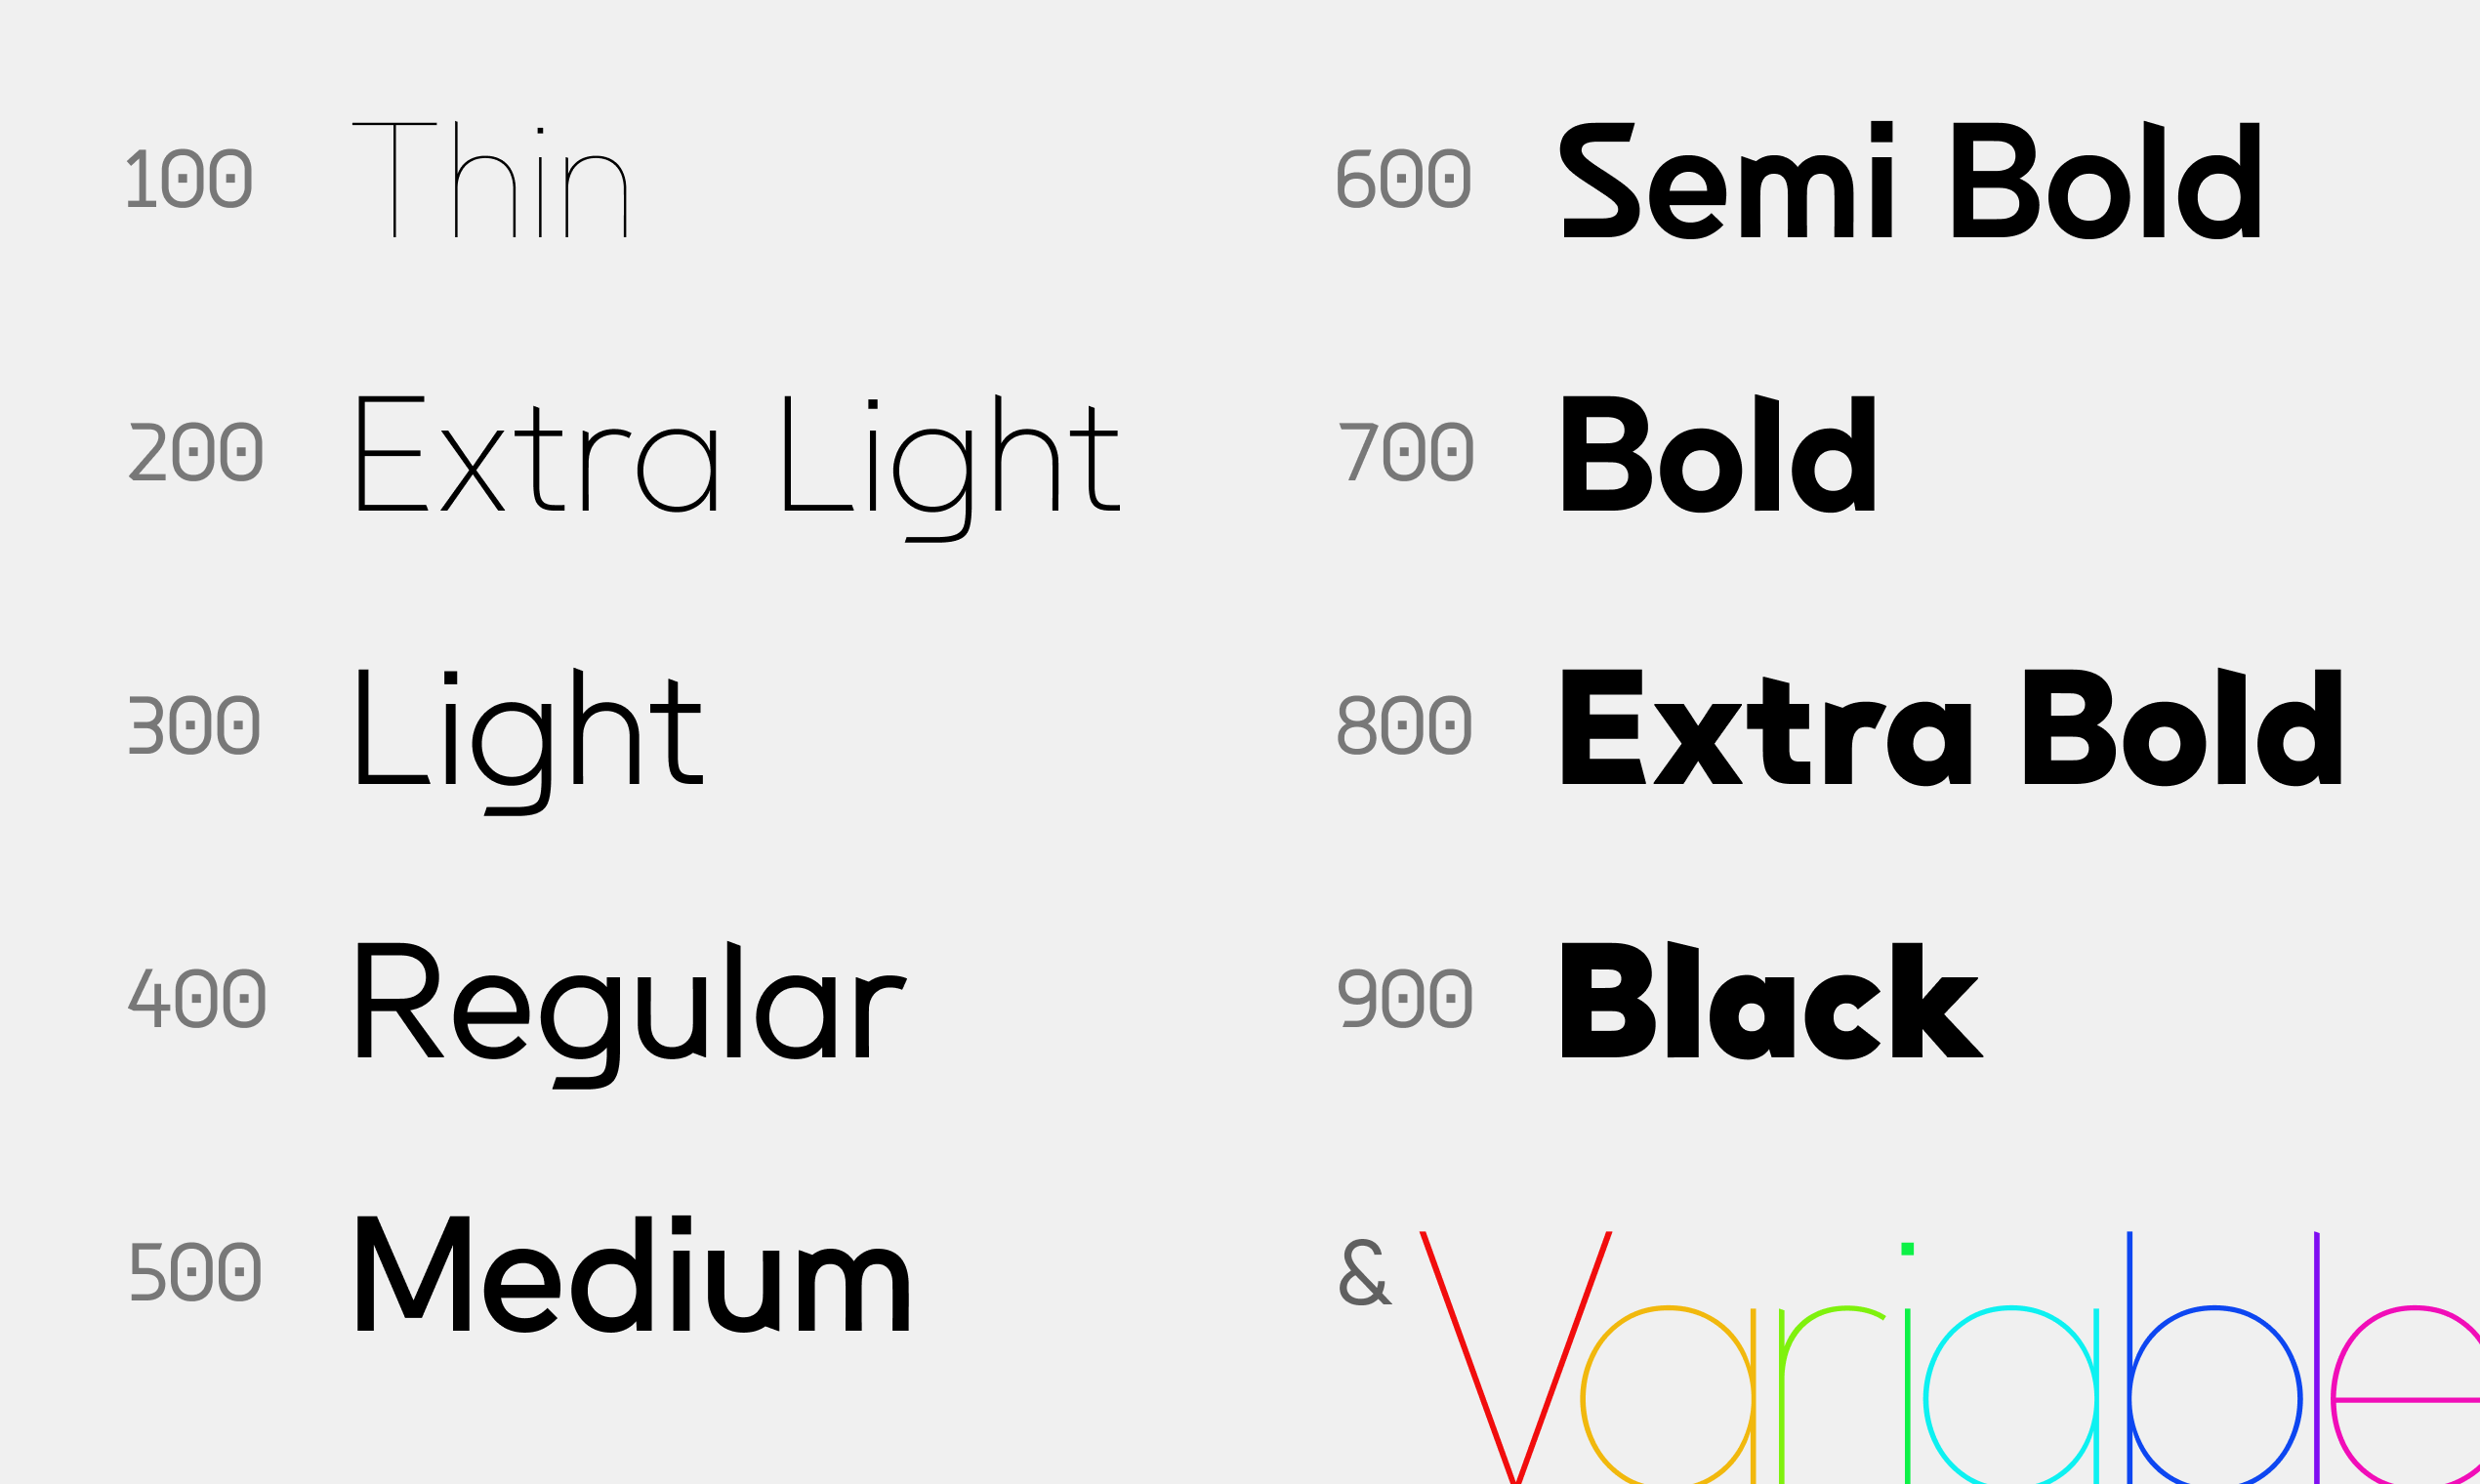 100 Thin
200 Extra Light
300 Light
400 Regular
500 Medium
600 Semi Bold
700 Bold
800 Extra Bold
900 Black
& Variable